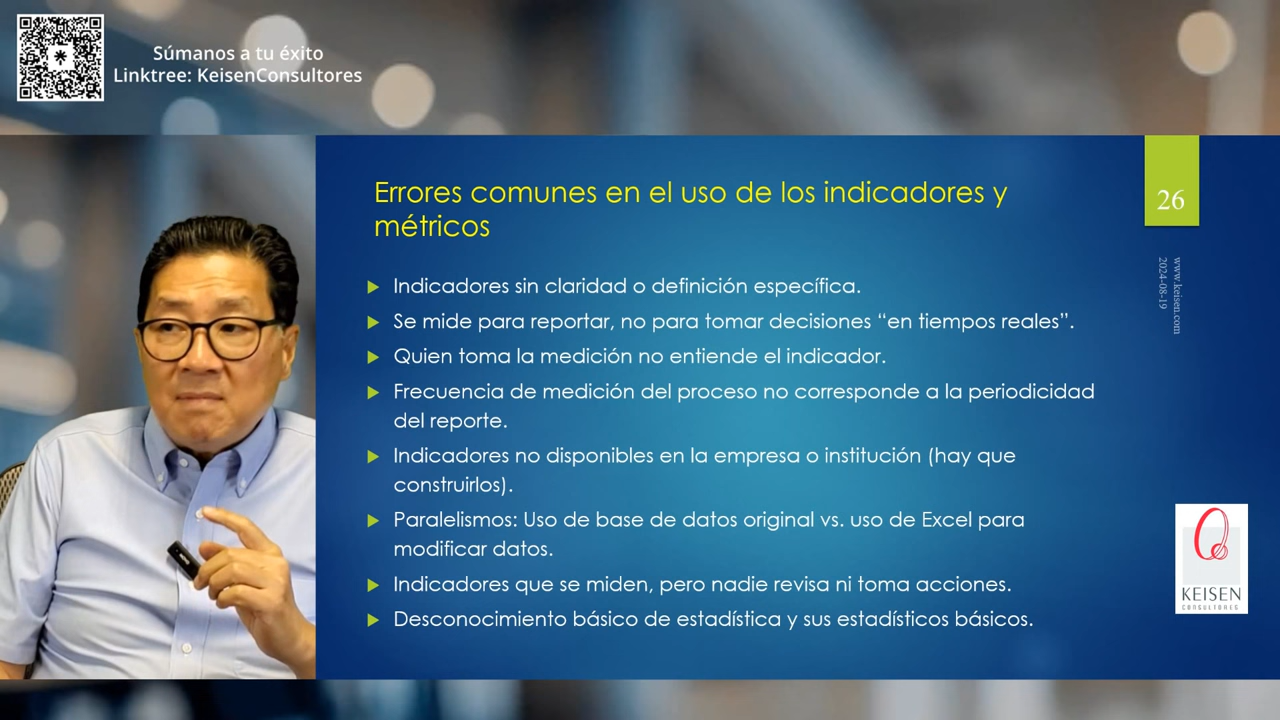 Súmanos a tu éxito
Linktree: KeisenConsultores
Errores comunes en el uso de los indicadores y
métricos
26
www.keisen.com
2024-08-19
Indicadores sin claridad o definición específica.
Se mide para reportar, no para tomar decisiones “en tiempos reales”.
Quien toma la medición no entiende el indicador.
Frecuencia de medición del proceso no corresponde a la periodicidad
del reporte.
Indicadores no disponibles en la empresa o institución (hay que
construirlos).
Paralelismos: Uso de base de datos original vs. uso de Excel para
modificar datos.
Indicadores que se miden, pero nadie revisa ni toma acciones.
Desconocimiento básico de estadística y sus estadísticos básicos.
KEISEN
CONSULTORES